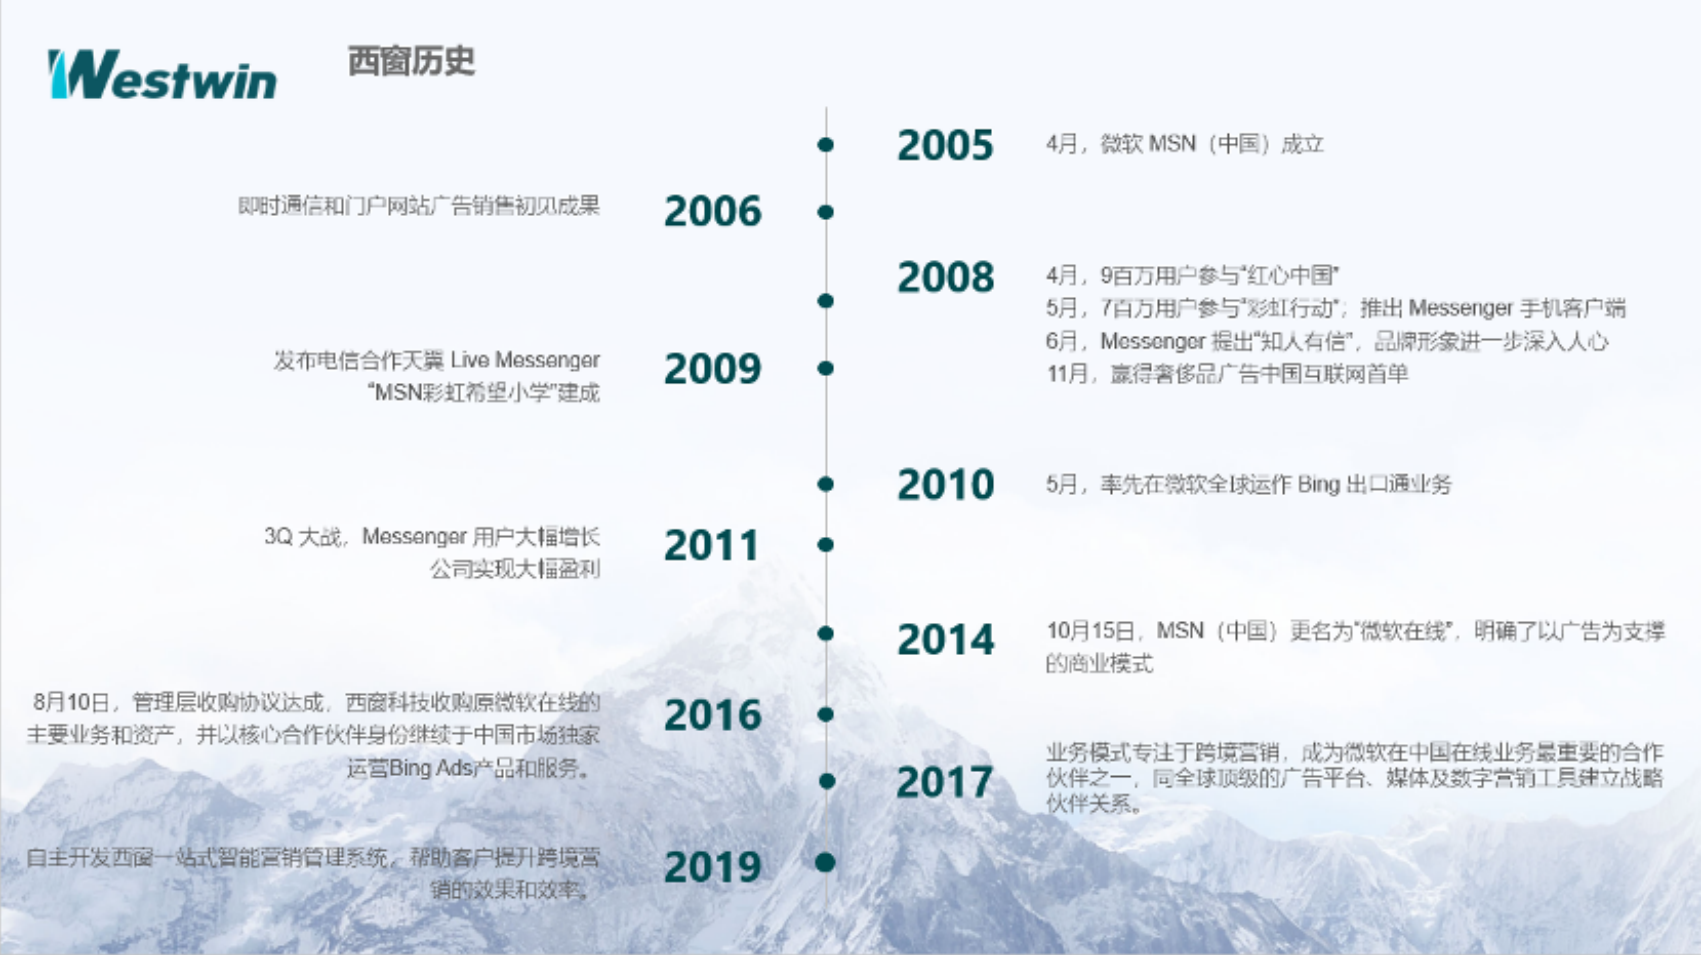 Westwin
西窗历史
2005
4月，微软 MSN（中国）成立
2006
即时通信和门户网站广告销售初见成果
2008
4月，9百万用户参与“红心中国”
5月，7百万用户参与“彩虹行动”；推出 Messenger 手机客户端
6月，Messenger 提出“知人有信”，品牌形象进一步深入人心
11月，赢得奢侈品广告中国互联网首单
2009
发布电信合作天翼 Live Messenger
“MSN彩虹希望小学”建成
2010
5月，率先在微软全球运作 Bing 出口通业务
2011
3Q 大战，Messenger 用户大幅增长
公司实现大幅盈利
2014
10月15日，MSN（中国）更名为“微软在线”，明确了以广告为支撑
的商业模式
2016
8月10日，管理层收购协议达成，西窗科技收购原微软在线的
主要业务和资产，并以核心合作伙伴身份继续于中国市场独家
运营Bing Ads产品和服务。
2017
业务模式专注于跨境营销，成为微软在中国在线业务最重要的合作
伙伴之一，同全球顶级的广告平台、媒体及数字营销工具建立战略
伙伴关系。
2019
自主开发西窗一站式智能营销管理系统，帮助客户提升跨境营
销的效果和效率。